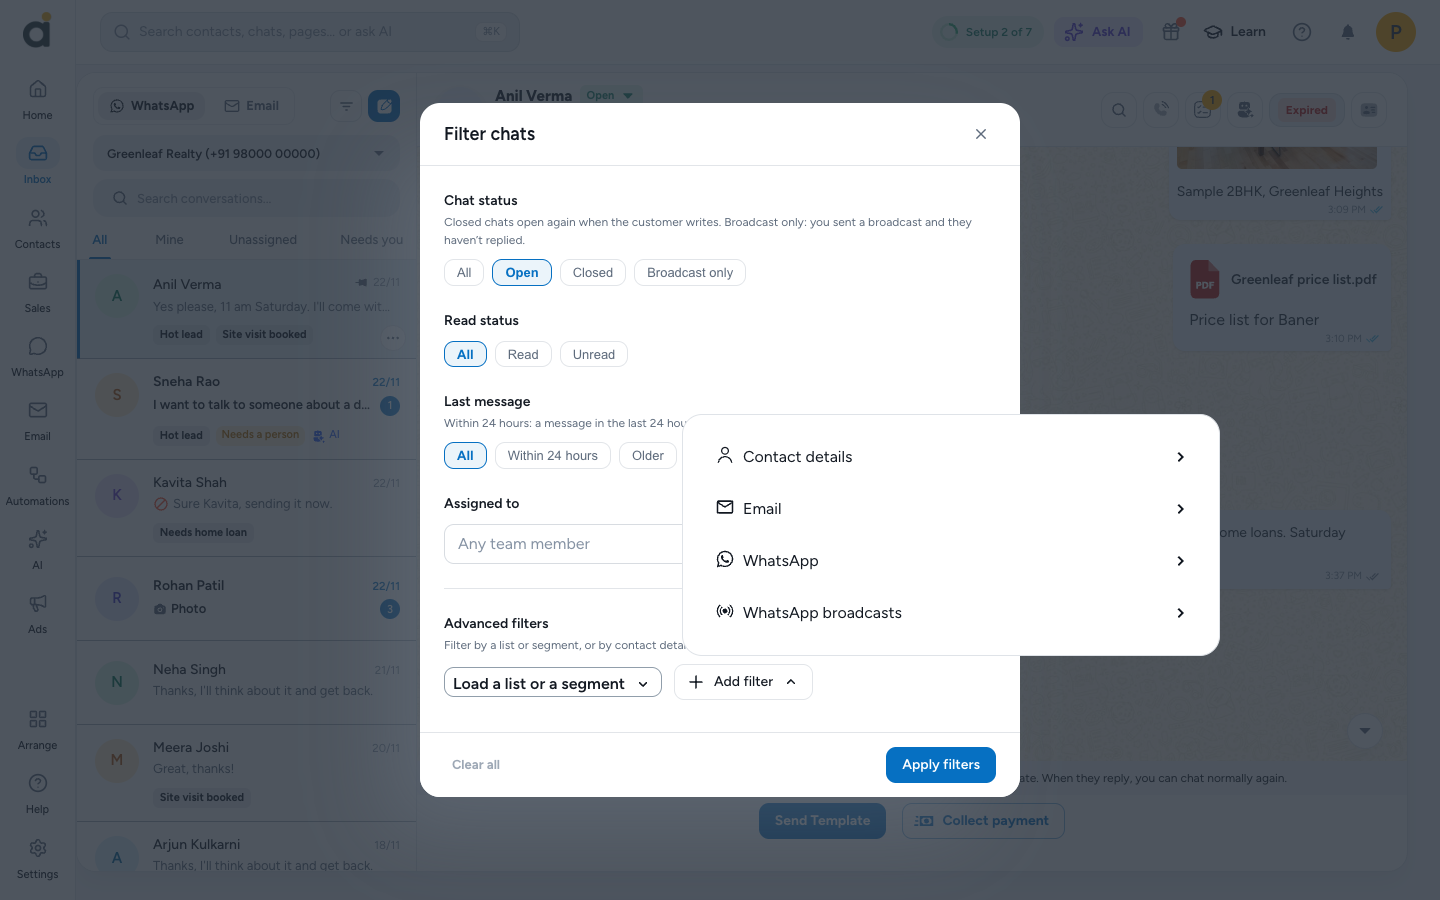 Search contacts, chats, pages... or ask AI
⌘K
Setup 2 of 7
Ask AI
Learn
P
Home
Inbox
Contacts
Sales
WhatsApp
Email
Automations
AI
Ads
Arrange
Help
Settings
WhatsApp
Email
Greenleaf Realty (+91 98000 00000)
Search conversations...
All
Mine
Unassigned
Needs you
A
Anil Verma
22/11
Yes please, 11 am Saturday. I'll come wit...
Hot lead
Site visit booked
...
S
Sneha Rao
22/11
I want to talk to someone about a d...
1
Hot lead
Needs a person
AI
K
Kavita Shah
22/11
Sure Kavita, sending it now.
Needs home loan
R
Rohan Patil
22/11
Photo
3
N
Neha Singh
21/11
Thanks, I'll think about it and get back.
M
Meera Joshi
20/11
Great, thanks!
Site visit booked
A
Arjun Kulkarni
18/11
Thanks, I'll think about it and get back.
Anil Verma
Open
1
Expired
Sample 2BHK, Greenleaf Heights
3:09 PM
PDF
Greenleaf price list.pdf
Price list for Baner
3:10 PM
ome loans. Saturday
3:37 PM
ate. When they reply, you can chat normally again.
Send Template
Collect payment
Filter chats
Chat status
Closed chats open again when the customer writes. Broadcast only: you sent a broadcast and they
haven't replied.
All
Open
Closed
Broadcast only
Read status
All
Read
Unread
Last message
Within 24 hours: a message in the last 24 hou
All
Within 24 hours
Older
Assigned to
Any team member
Advanced filters
Filter by a list or segment, or by contact detai
Load a list or a segment
Add filter
Clear all
Apply filters
Contact details
Email
WhatsApp
WhatsApp broadcasts